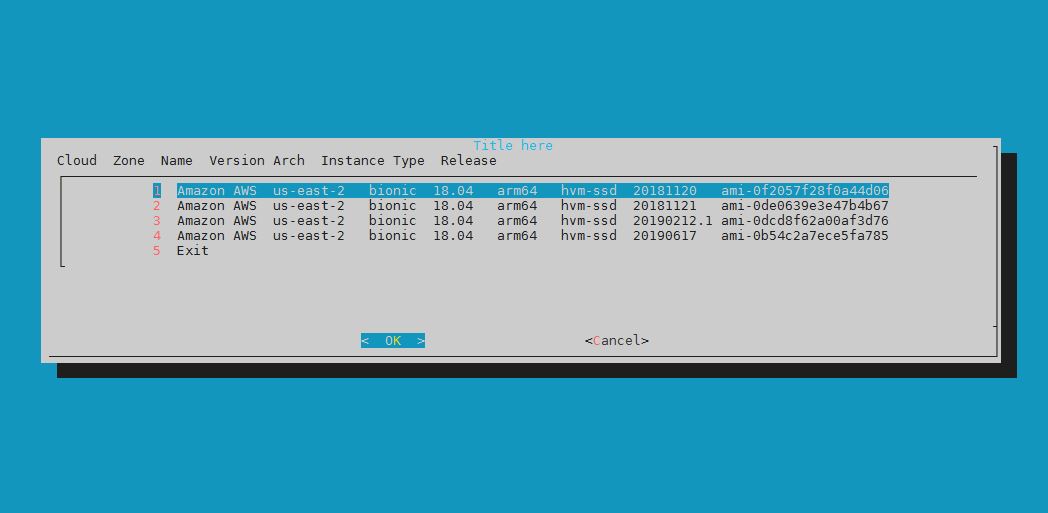 Title here
Cloud  Zone  Name  Version Arch  Instance Type  Release
1  Amazon AWS  us-east-2   bionic  18.04   arm64   hvm-ssd  20181120   ami-0f2057f28f0a44d06
2  Amazon AWS  us-east-2   bionic  18.04   arm64   hvm-ssd  20181121   ami-0de0639e3e47b4b67
3  Amazon AWS  us-east-2   bionic  18.04   arm64   hvm-ssd  20190212.1 ami-0dcd8f62a00af3d76
4  Amazon AWS  us-east-2   bionic  18.04   arm64   hvm-ssd  20190617   ami-0b54c2a7ece5fa785
5  Exit
<  OK  >                    <Cancel>